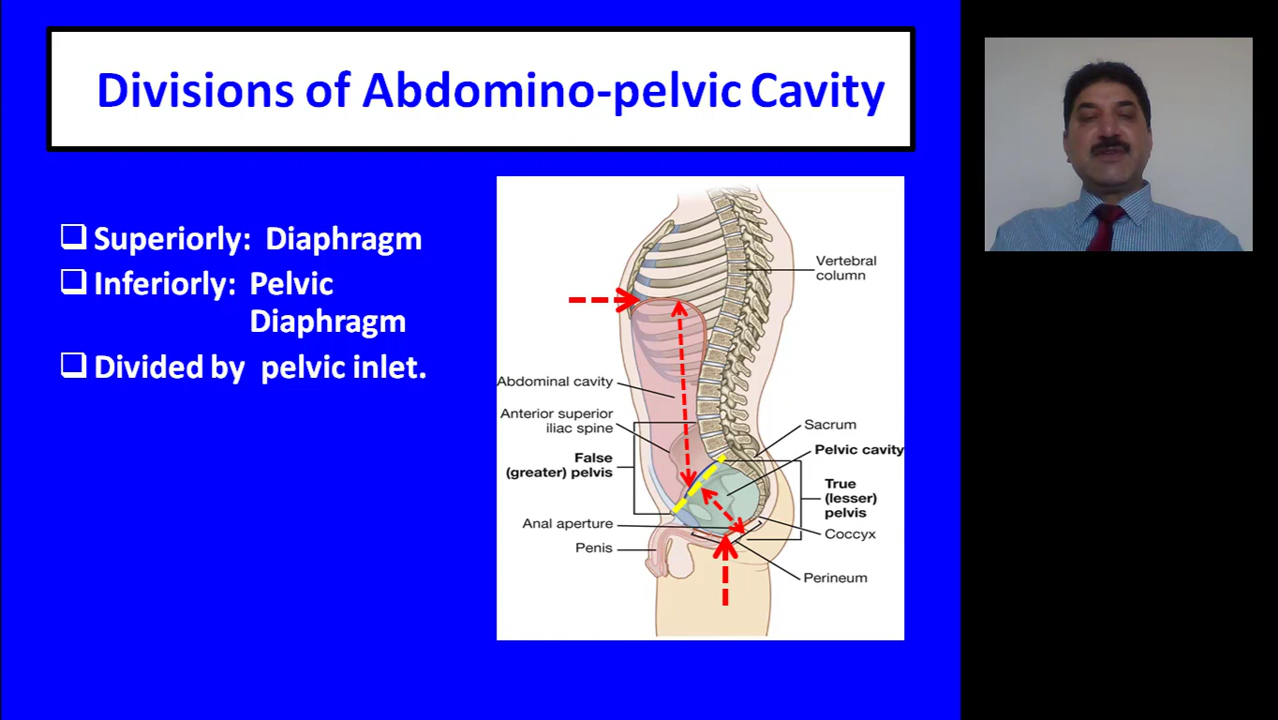 Divisions of Abdomino-pelvic Cavity
Superiorly: Diaphragm
Inferiorly: Pelvic
Diaphragm
Divided by pelvic inlet.
Vertebral
column
Abdominal cavity
Anterior superior
iliac spine
False
(greater) pelvis
Anal aperture
Penis
Sacrum
Pelvic cavity
True
(lesser)
pelvis
Coccyx
Perineum